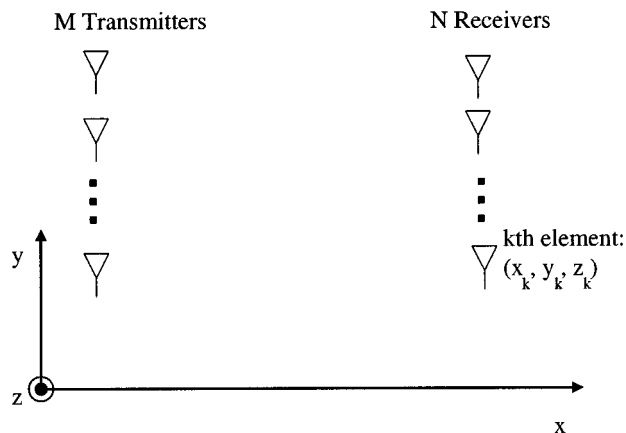 M Transmitters
N Receivers
kth element:
(x_k, y_k, z_k)
y
z
x